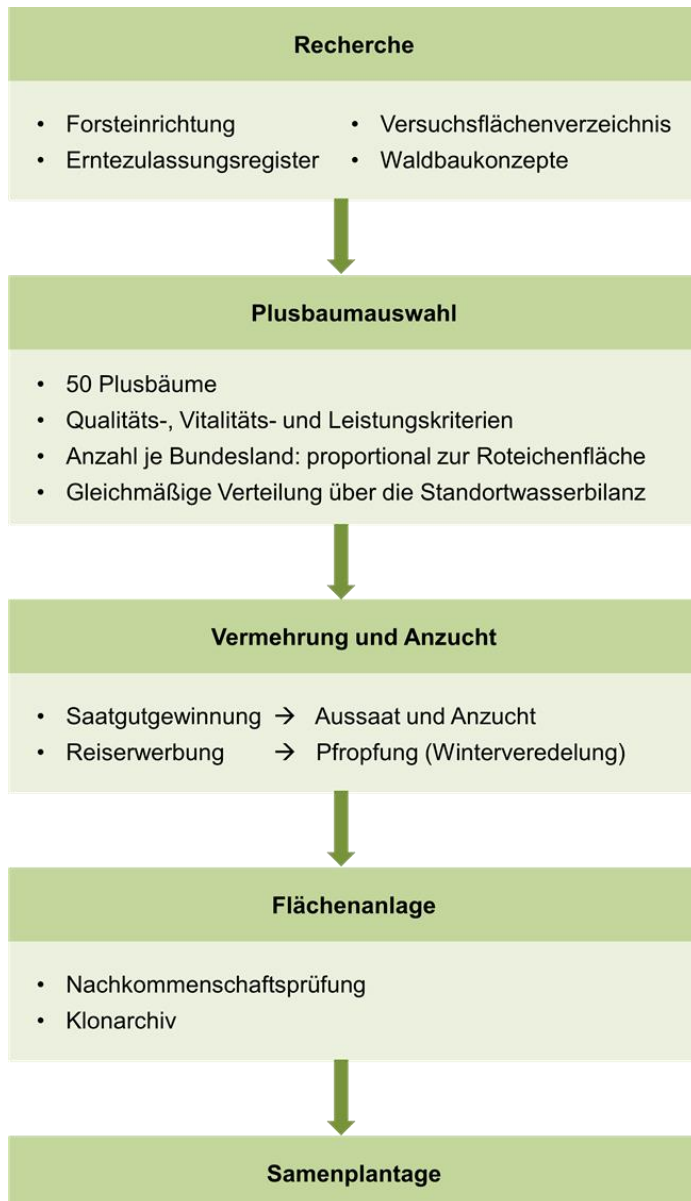 Recherche
• Forsteinrichtung
• Erntezulassungsregister
• Versuchsflächenverzeichnis
• Waldbaukonzepte
Plusbaumauswahl
• 50 Plusbäume
• Qualitäts-, Vitalitäts- und Leistungskriterien
• Anzahl je Bundesland: proportional zur Roteichenfläche
• Gleichmäßige Verteilung über die Standortwasserbilanz
Vermehrung und Anzucht
• Saatgutgewinnung → Aussaat und Anzucht
• Reiserwerbung → Pfropfung (Winterveredelung)
Flächenanlage
• Nachkommenschaftsprüfung
• Klonarchiv
Samenplantage